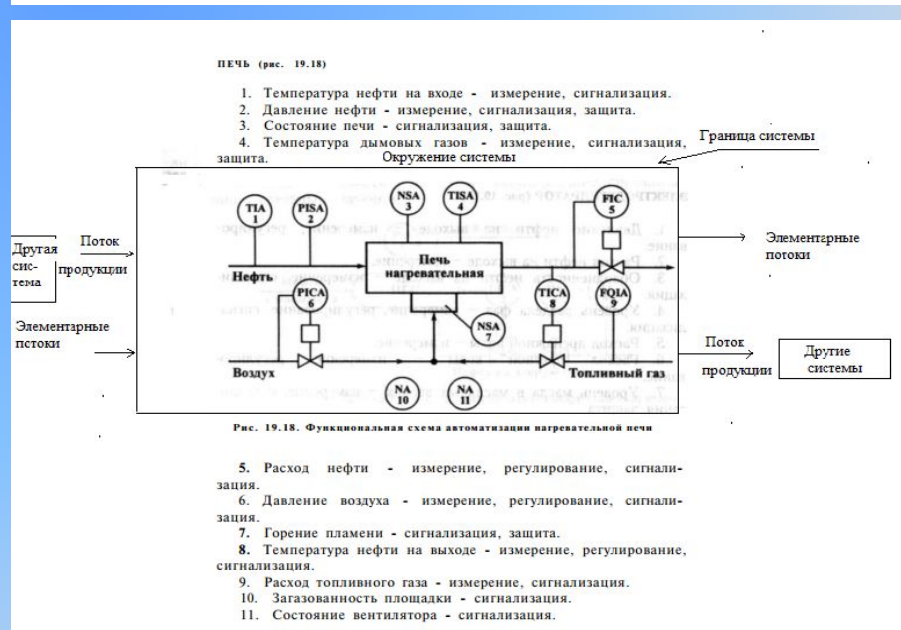 ПЕЧЬ (рис. 19.18)
1. Температура нефти на входе - измерение, сигнализация.
2. Давление нефти - измерение, сигнализация, защита.
3. Состояние печи - сигнализация, защита.
4. Температура дымовых газов - измерение, сигнализация,
защита.
Окружение системы
Граница системы
TIA
1
PISA
2
NSA
3
TISA
4
FIC
5
Другая
сис-
тема
Поток
продукции
Нефть
Печь
нагревательная
Элементарные
потоки
PICA
6
NSA
7
TICA
8
FQIA
9
Элементарные
пстоки
Воздух
Топливный газ
Поток
продукции
Другие
системы
NA
10
NA
11
Рис. 19.18. Функциональная схема автоматизации нагревательной печи
5. Расход нефти - измерение, регулирование, сигнали-
зация.
6. Давление воздуха - измерение, регулирование, сигнали-
зация.
7. Горение пламени - сигнализация, защита.
8. Температура нефти на выходе - измерение, регулирование,
сигнализация.
9. Расход топливного газа - измерение, сигнализация.
10. Загазованность площадки - сигнализация.
11. Состояние вентилятора - сигнализация.